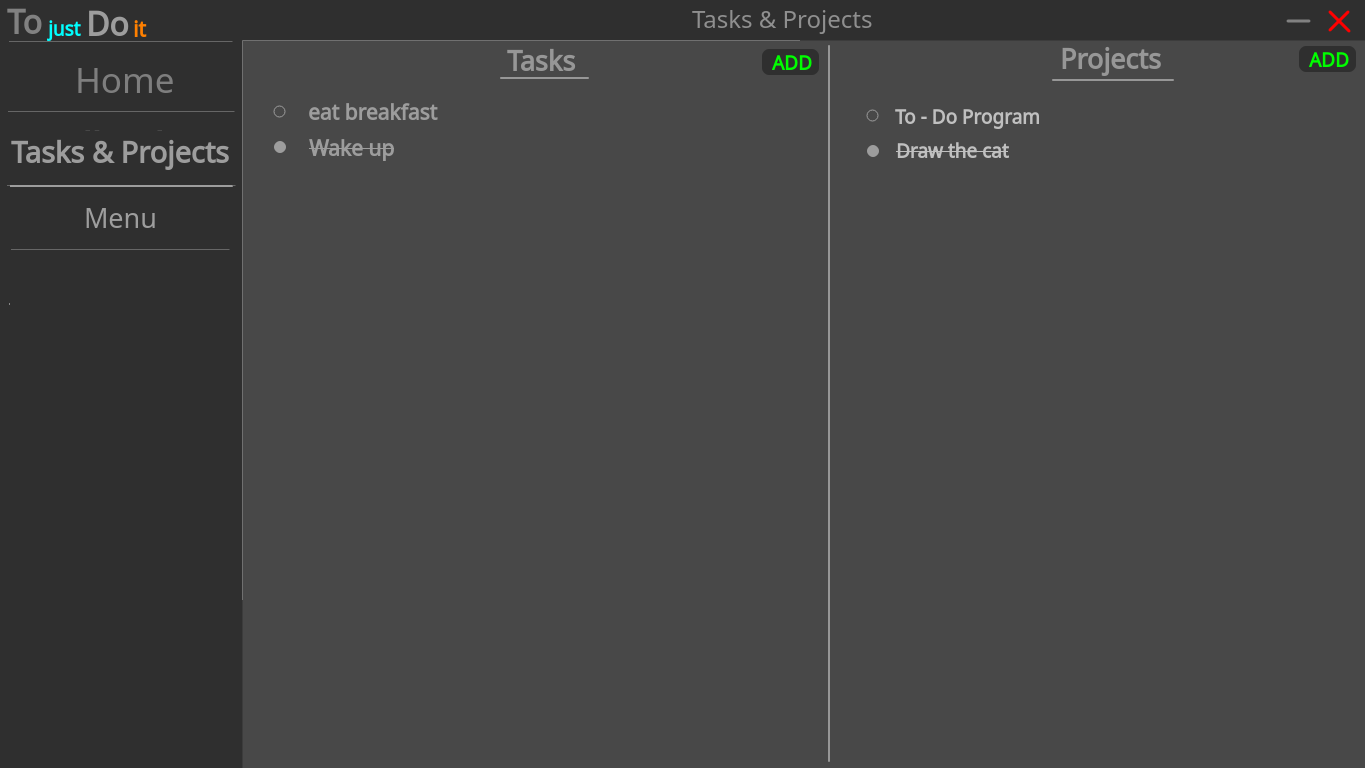 To just Do it
Tasks & Projects
Home
Tasks & Projects
Menu
Tasks
ADD
eat breakfast
Wake up
Projects
ADD
To - Do Program
Draw the cat